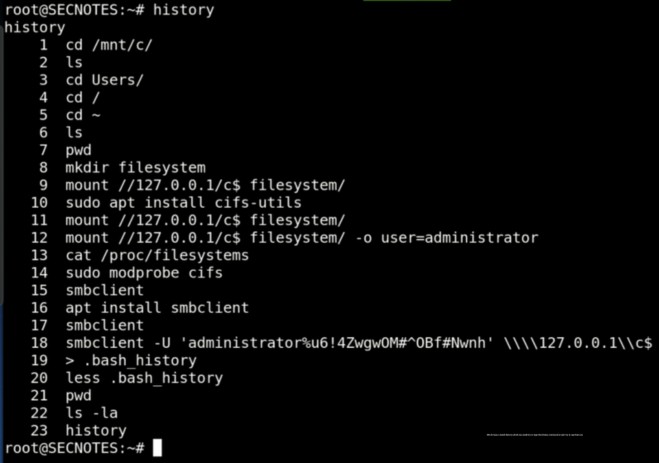 root@SECNOTES:~# history
history
1 cd /mnt/c/
2 ls
3 cd Users/
4 cd /
5 cd ~
6 ls
7 pwd
8 mkdir filesystem
9 mount //127.0.0.1/c$ filesystem/
10 sudo apt install cifs-utils
11 mount //127.0.0.1/c$ filesystem/
12 mount //127.0.0.1/c$ filesystem/ -o user=administrator
13 cat /proc/filesystems
14 sudo modprobe cifs
15 smbclient
16 apt install smbclient
17 smbclient
18 smbclient -U 'administrator%u6!4ZwgwOM#^OBf#Nwnh' \\\\127.0.0.1\\c$
19 > .bash_history
20 less .bash_history
21 pwd
22 ls -la
23 history
root@SECNOTES:~#